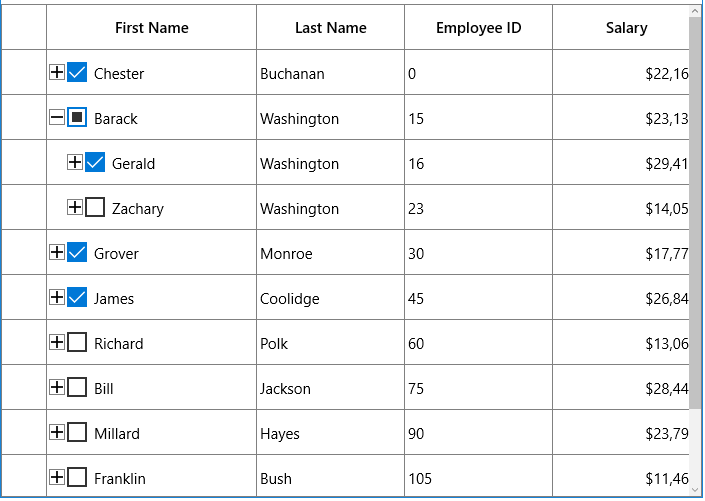 First Name Last Name Employee ID Salary
Chester Buchanan 0 $22,16
Barack Washington 15 $23,13
Gerald Washington 16 $29,41
Zachary Washington 23 $14,05
Grover Monroe 30 $17,77
James Coolidge 45 $26,84
Richard Polk 60 $13,06
Bill Jackson 75 $28,44
Millard Hayes 90 $23,79
Franklin Bush 105 $11,46